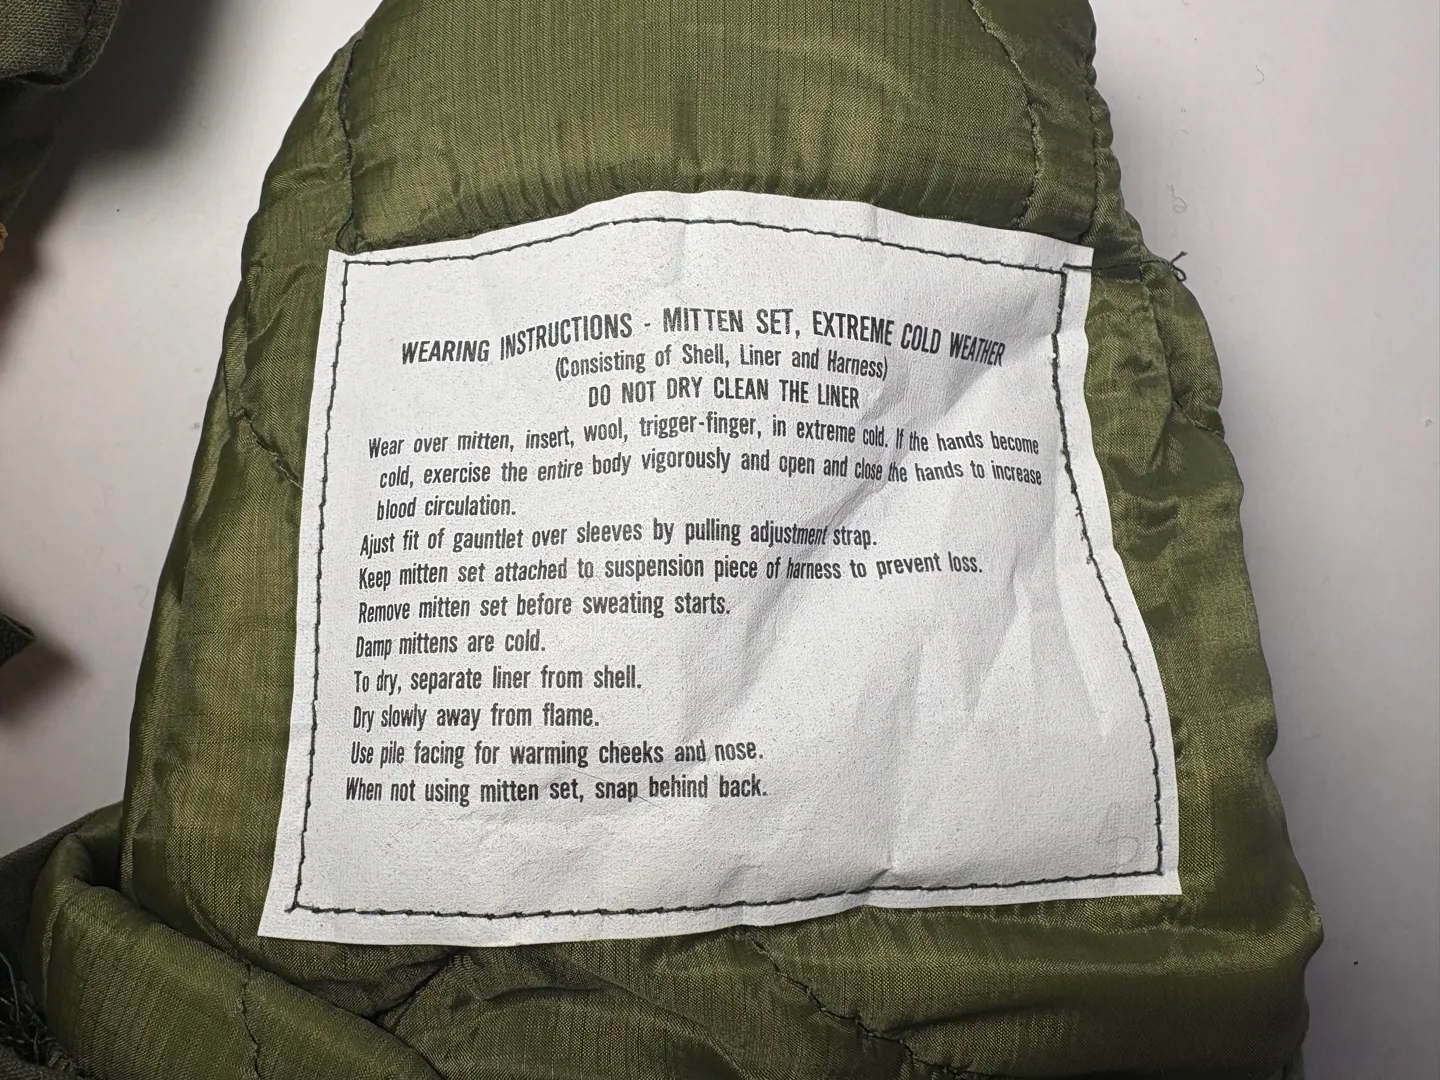 WEARING INSTRUCTIONS - MITTEN SET, EXTREME COLD WEATHER
(Consisting of Shell, Liner and Harness)
DO NOT DRY CLEAN THE LINER
Wear over mitten, insert, wool, trigger-finger, in extreme cold. If the hands become
cold, exercise the entire body vigorously and open and close the hands to increase
blood circulation.
Ajust fit of gauntlet over sleeves by pulling adjustment strap.
Keep mitten set attached to suspension piece of harness to prevent loss.
Remove mitten set before sweating starts.
Damp mittens are cold.
To dry, separate liner from shell.
Dry slowly away from flame.
Use pile facing for warming cheeks and nose.
When not using mitten set, snap behind back.